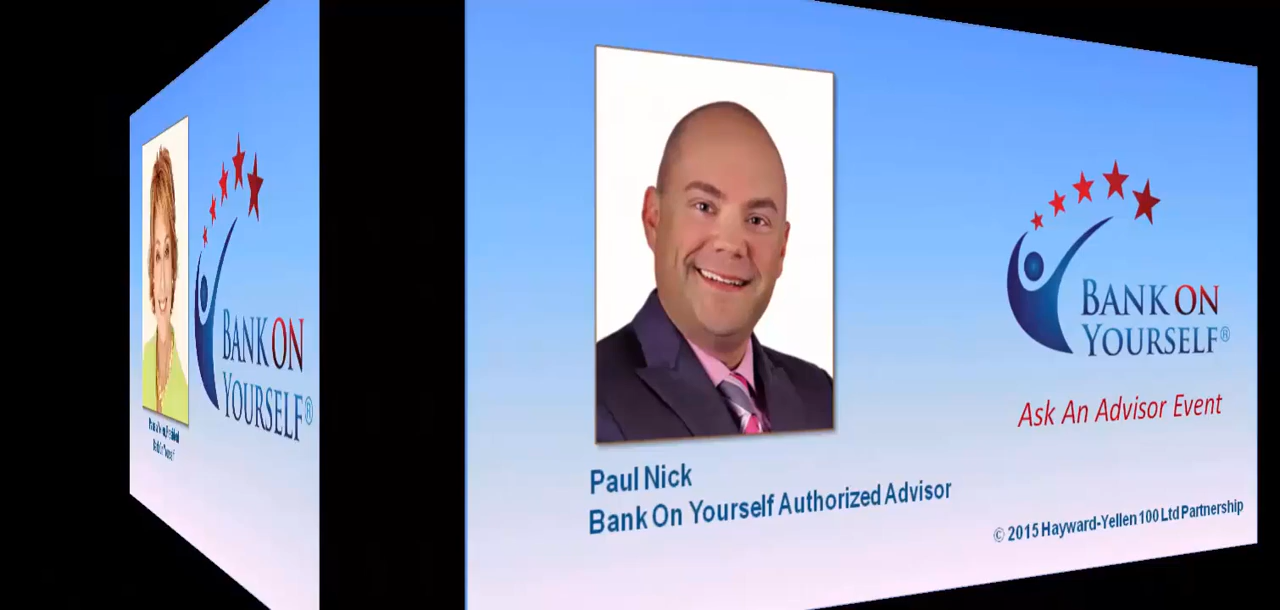 BANK ON
YOURSELF®
BANK ON
YOURSELF®
Ask An Advisor Event
Paul Nick
Bank On Yourself Authorized Advisor
© 2015 Hayward-Yellen 100 Ltd Partnership